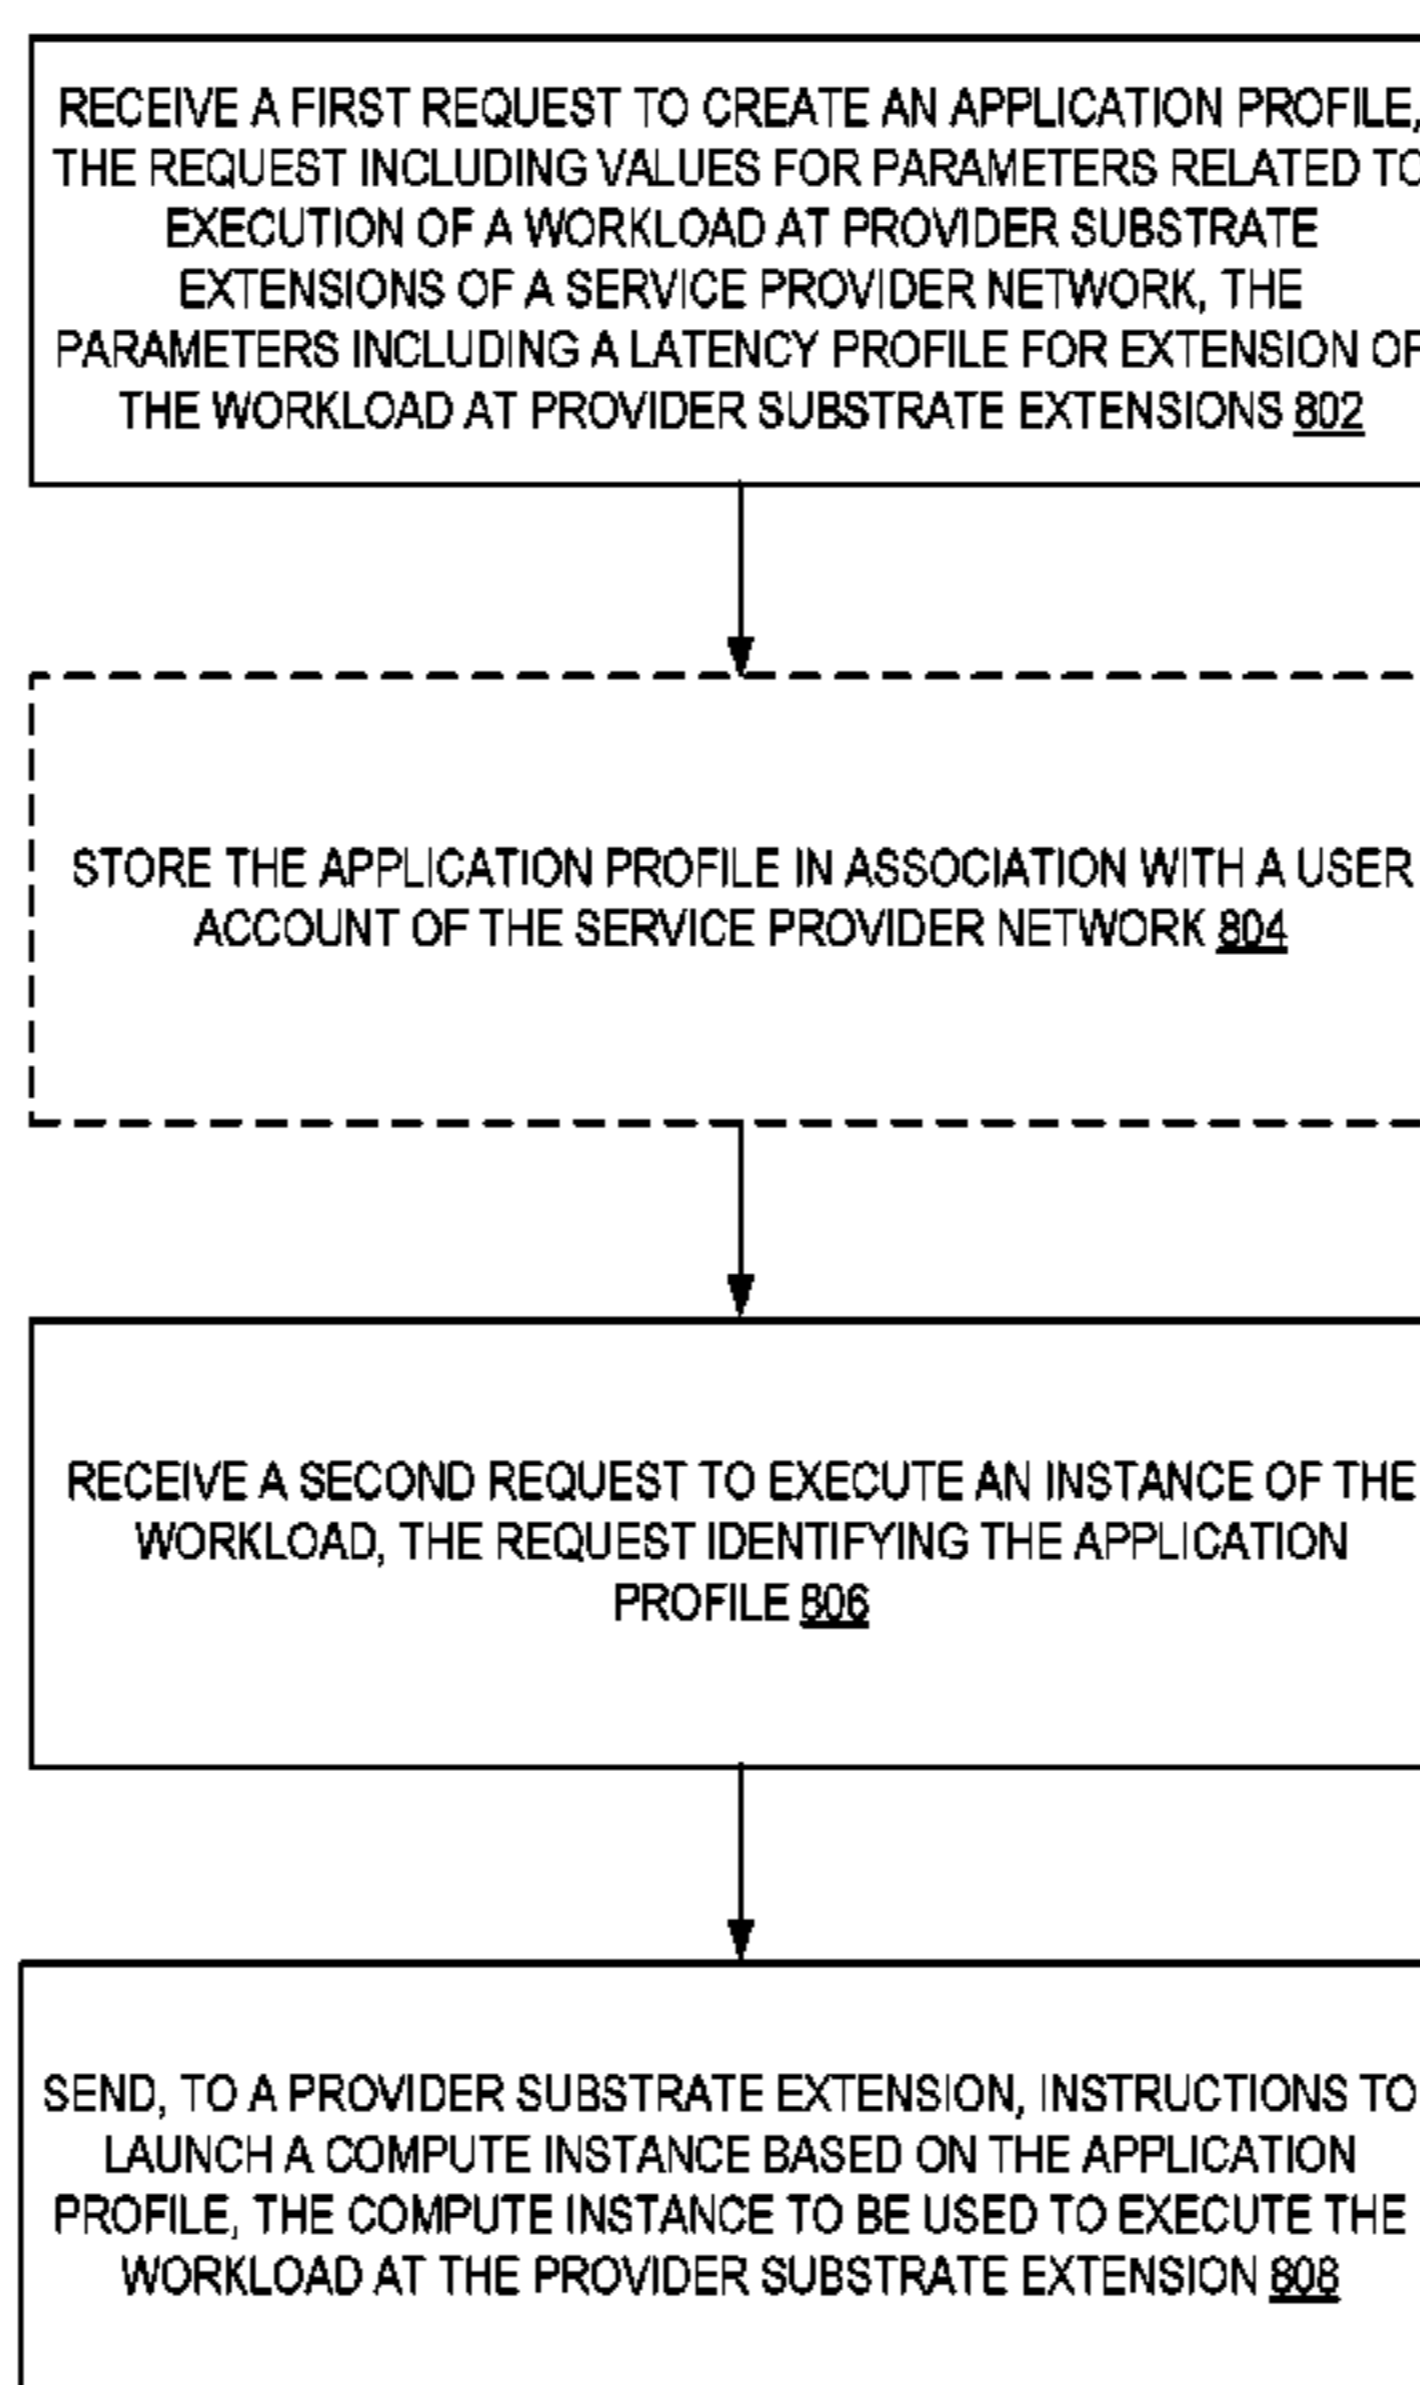 RECEIVE A FIRST REQUEST TO CREATE AN APPLICATION PROFILE,
THE REQUEST INCLUDING VALUES FOR PARAMETERS RELATED TO
EXECUTION OF A WORKLOAD AT PROVIDER SUBSTRATE
EXTENSIONS OF A SERVICE PROVIDER NETWORK, THE
PARAMETERS INCLUDING A LATENCY PROFILE FOR EXTENSION OF
THE WORKLOAD AT PROVIDER SUBSTRATE EXTENSIONS 802
STORE THE APPLICATION PROFILE IN ASSOCIATION WITH A USER
ACCOUNT OF THE SERVICE PROVIDER NETWORK 804
RECEIVE A SECOND REQUEST TO EXECUTE AN INSTANCE OF THE
WORKLOAD, THE REQUEST IDENTIFYING THE APPLICATION
PROFILE 806
SEND, TO A PROVIDER SUBSTRATE EXTENSION, INSTRUCTIONS TO
LAUNCH A COMPUTE INSTANCE BASED ON THE APPLICATION
PROFILE, THE COMPUTE INSTANCE TO BE USED TO EXECUTE THE
WORKLOAD AT THE PROVIDER SUBSTRATE EXTENSION 808